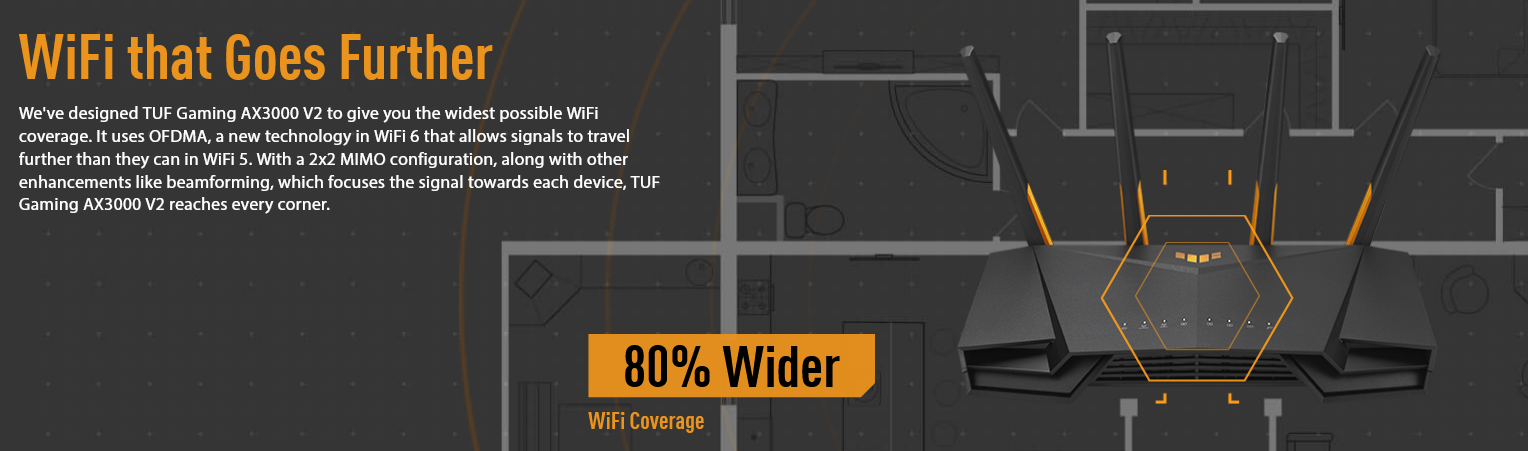 WiFi that Goes Further
We've designed TUF Gaming AX3000 V2 to give you the widest possible WiFi
coverage. It uses OFDMA, a new technology in WiFi 6 that allows signals to travel
further than they can in WiFi 5. With a 2x2 MIMO configuration, along with other
enhancements like beamforming, which focuses the signal towards each device, TUF
Gaming AX3000 V2 reaches every corner.
80% Wider
WiFi Coverage